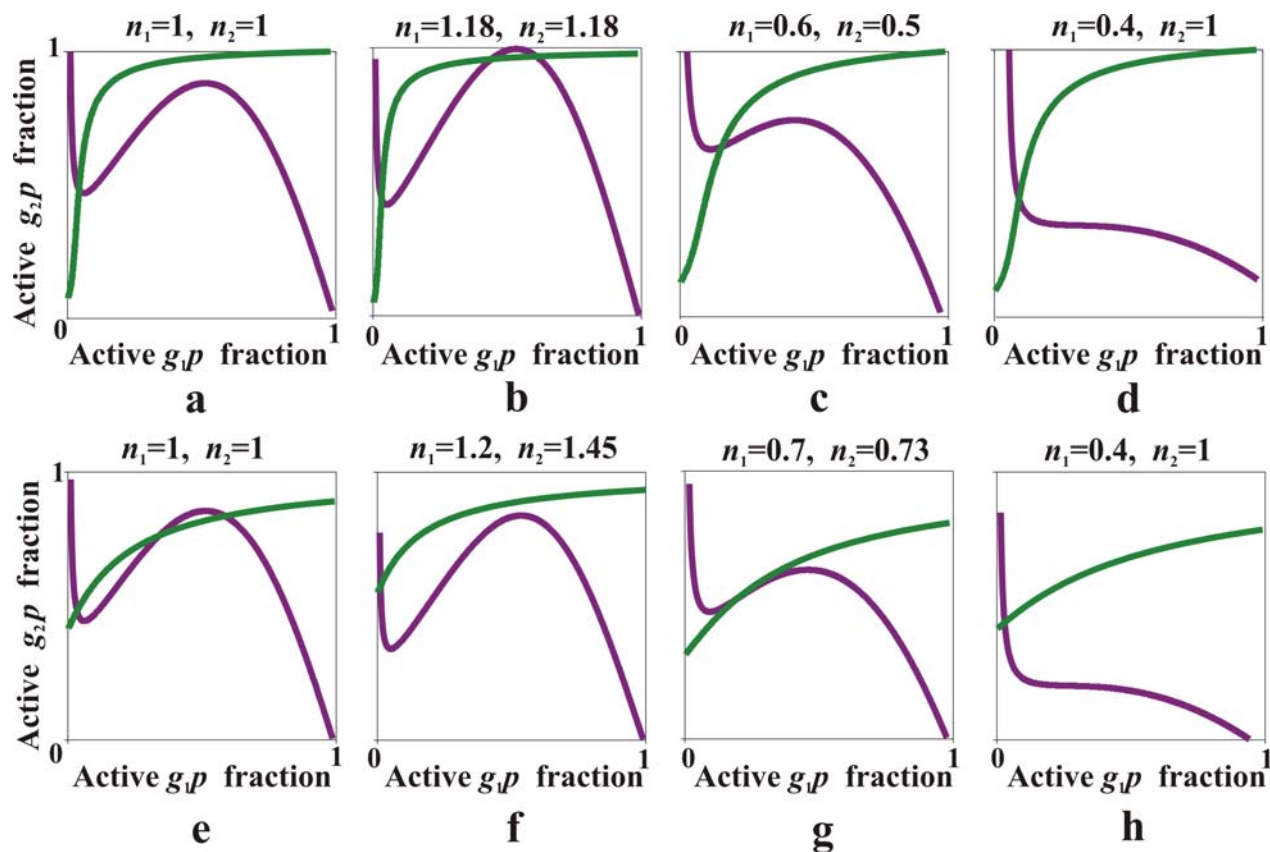 n₁=1, n₂=1
n₁=1.18, n₂=1.18
n₁=0.6, n₂=0.5
n₁=0.4, n₂=1
1
Active g₂p fraction
0
1
0
1
0
1
0
1
Active g₁p fraction
Active g₁p fraction
Active g₁p fraction
Active g₁p fraction
a
b
c
d
n₁=1, n₂=1
n₁=1.2, n₂=1.45
n₁=0.7, n₂=0.73
n₁=0.4, n₂=1
1
Active g₂p fraction
0
1
0
1
0
1
0
1
Active g₁p fraction
Active g₁p fraction
Active g₁p fraction
Active g₁p fraction
e
f
g
h